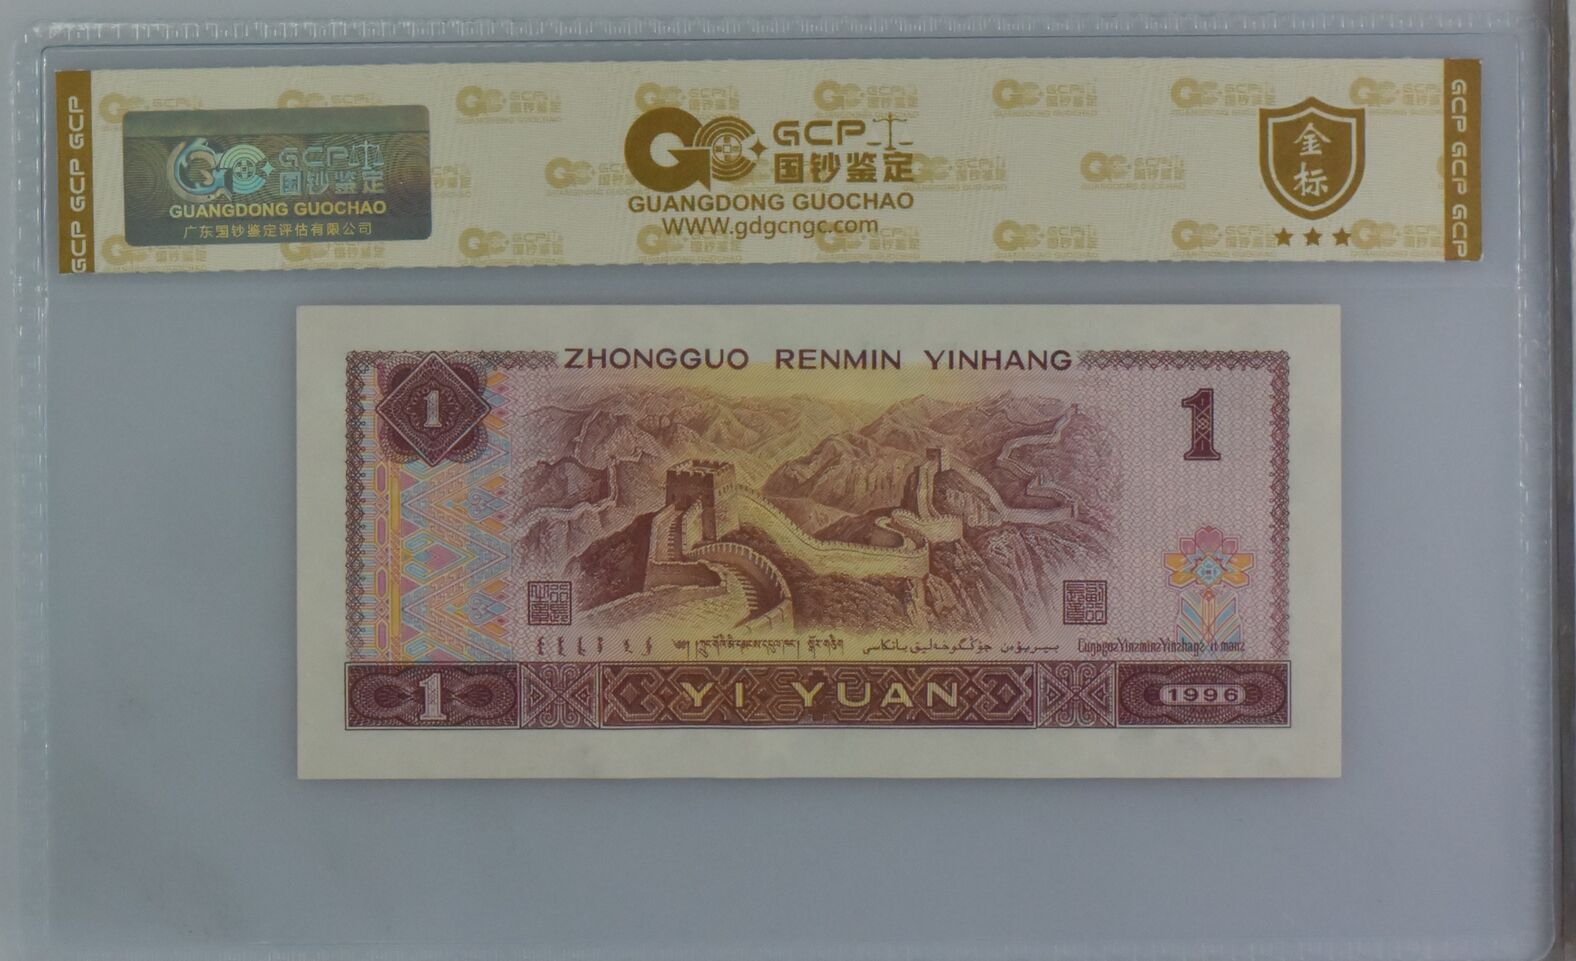 GCP GCP GCP
GCP
国钞鉴定
GUANGDONG GUOCHAO
广东国钞鉴定评估有限公司
GCP
国钞鉴定
GUANGDONG GUOCHAO
WWW.gdgcngc.com
金标
GCP GCP GCP
ZHONGGUO RENMIN YINHANG
1
1
1
YI YUAN
1996